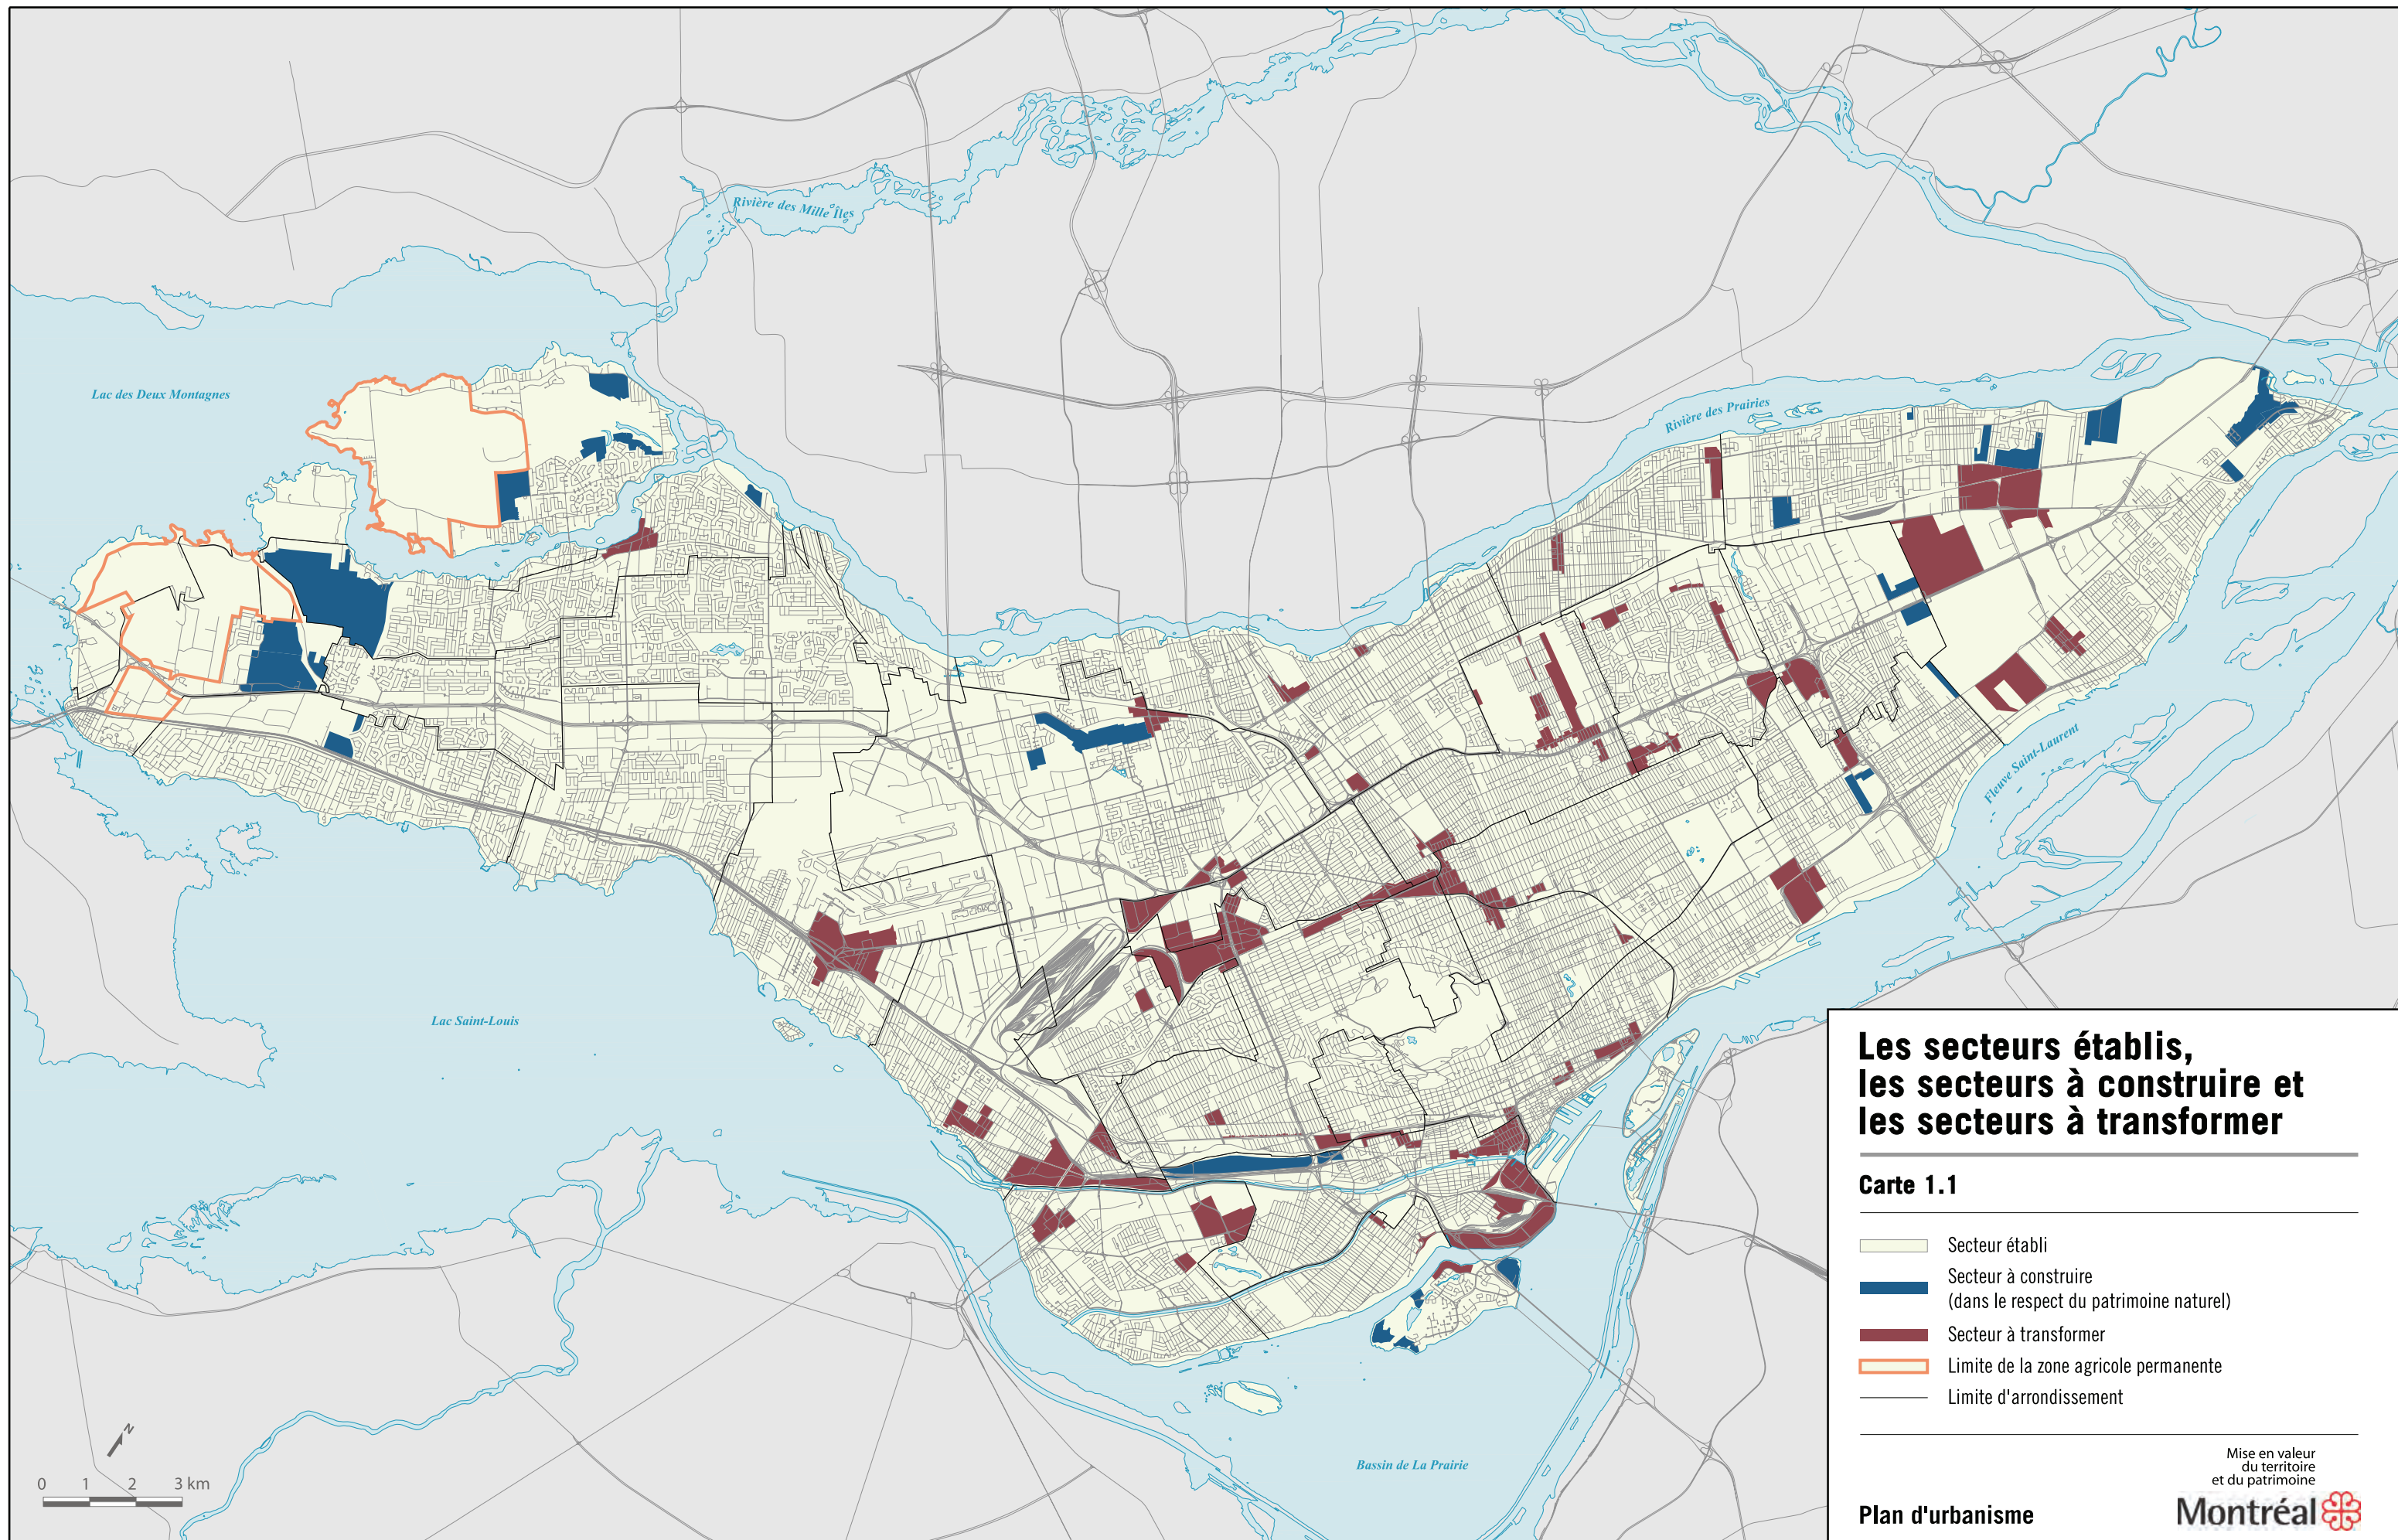 Rivière des Mille Îles
Lac des Deux Montagnes
Rivière des Prairies
Fleuve Saint-Laurent
Lac Saint-Louis
Bassin de La Prairie
N
0 1 2 3 km
Les secteurs établis,
les secteurs à construire et
les secteurs à transformer
Carte 1.1
Secteur établi
Secteur à construire
(dans le respect du patrimoine naturel)
Secteur à transformer
Limite de la zone agricole permanente
Limite d'arrondissement
Mise en valeur
du territoire
et du patrimoine
Plan d'urbanisme
Montréal